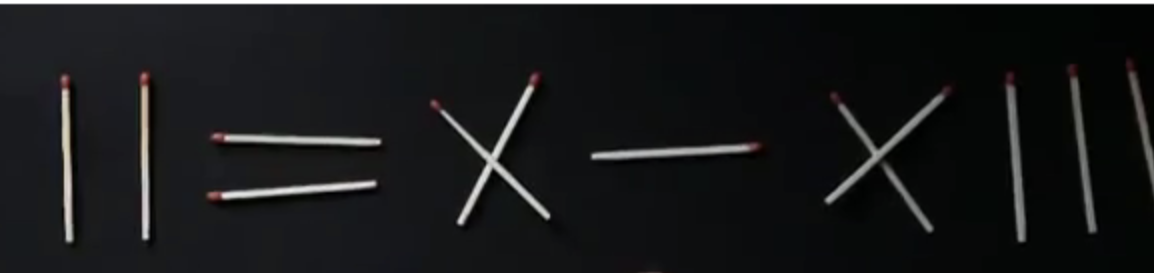 II = X - XIII